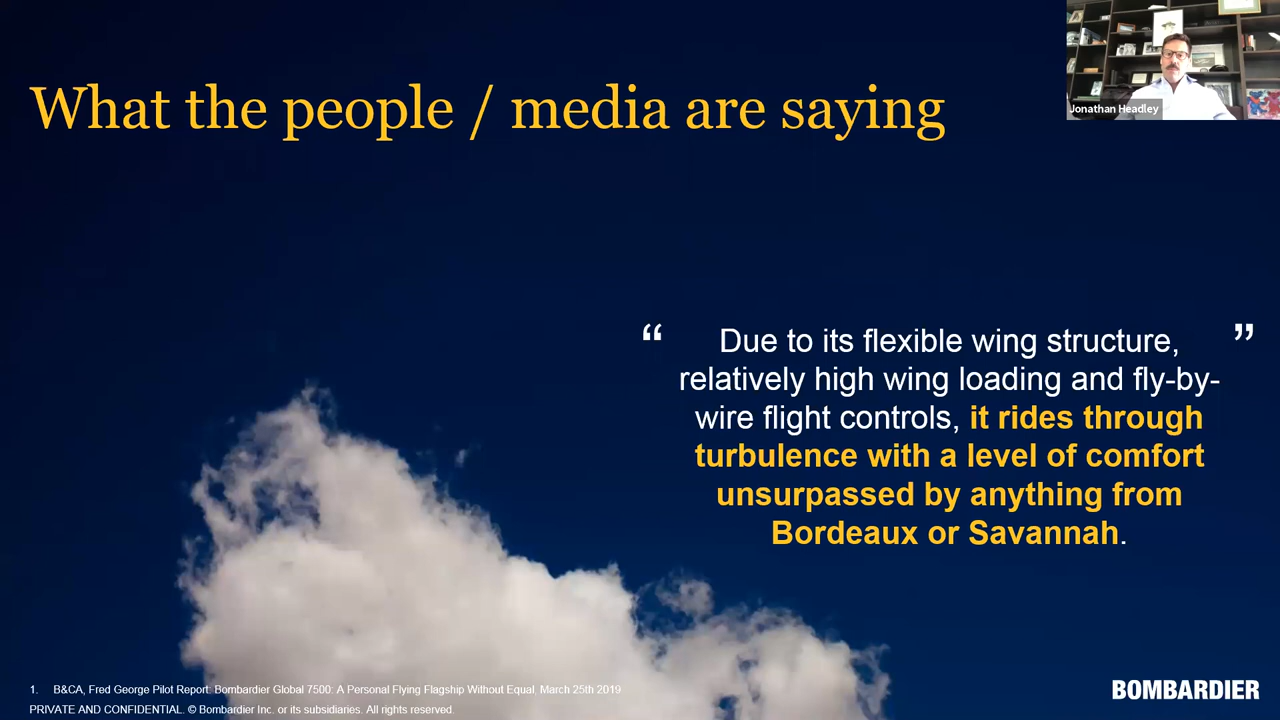 What the people / media are saying
Jonathan Headley
“ Due to its flexible wing structure, ”
relatively high wing loading and fly-by-
wire flight controls, it rides through
turbulence with a level of comfort
unsurpassed by anything from
Bordeaux or Savannah.
1. B&CA, Fred George Pilot Report: Bombardier Global 7500: A Personal Flying Flagship Without Equal, March 25th 2019
PRIVATE AND CONFIDENTIAL. © Bombardier Inc. or its subsidiaries. All rights reserved.
BOMBARDIER